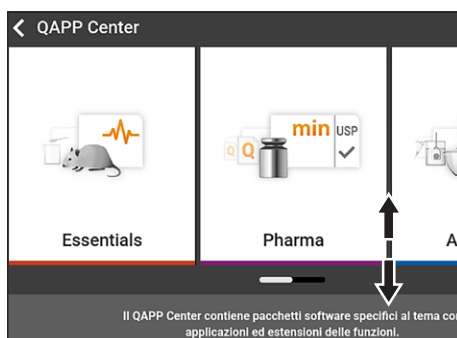 QAPP Center
min USP
Q Q
Essentials
Pharma
A
Il QAPP Center contiene pacchetti software specifici al tema
applicazioni ed estensioni delle funzioni.